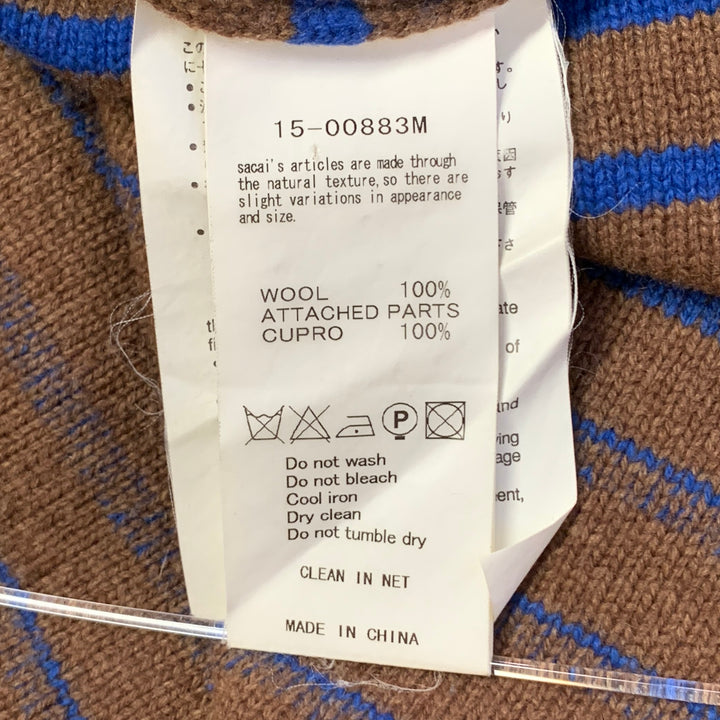 15-00883M
sacai's articles are made through
the natural texture, so there are
slight variations in appearance
and size.
WOOL 100%
ATTACHED PARTS
CUPRO 100%
P
Do not wash
Do not bleach
Cool iron
Dry clean
Do not tumble dry
CLEAN IN NET
MADE IN CHINA
of